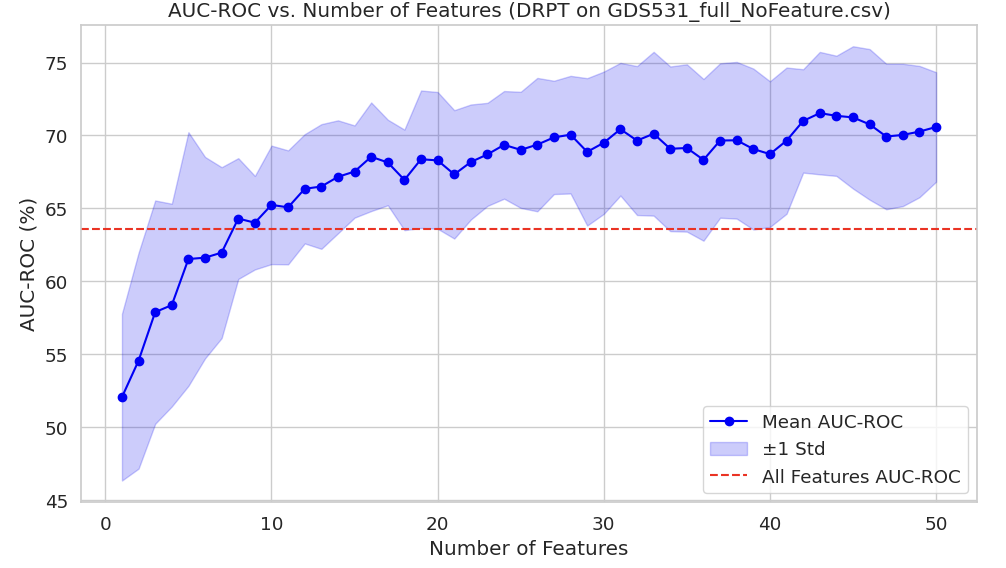 AUC-ROC vs. Number of Features (DRPT on GDS531_full_NoFeature.csv)
AUC-ROC (%)
75
70
65
60
55
50
45
0 10 20 30 40 50
Number of Features
Mean AUC-ROC
±1 Std
All Features AUC-ROC